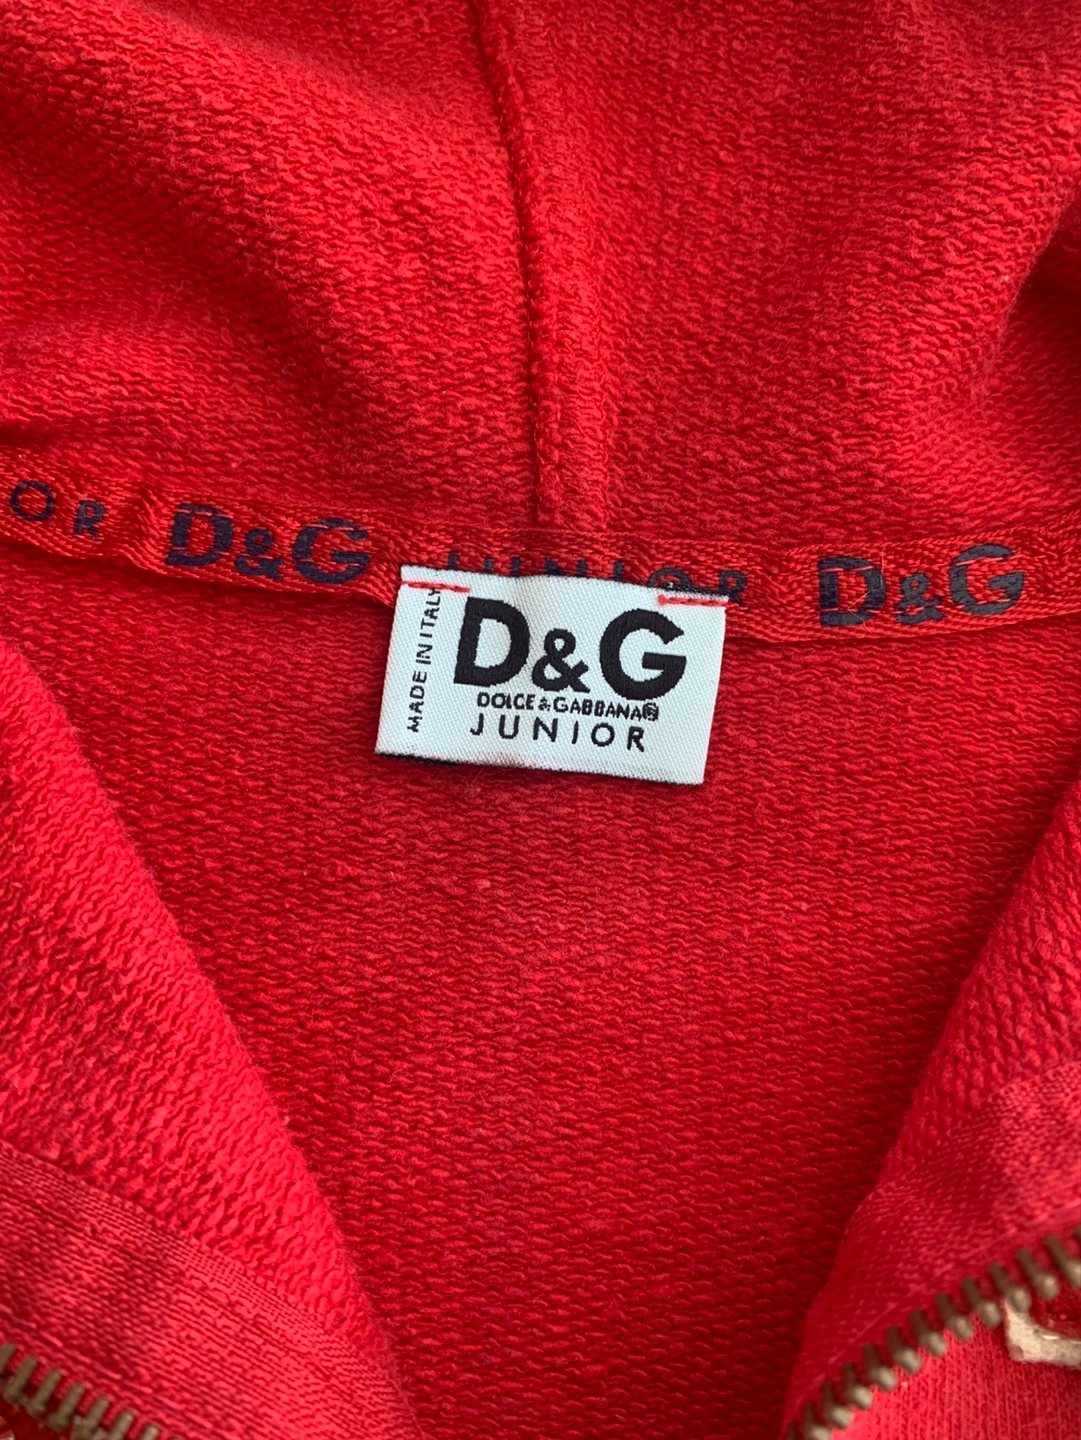 OR D&G JUNIOR D&G
MADE IN ITALY
D&G
DOLCE & GABBANA®
JUNIOR